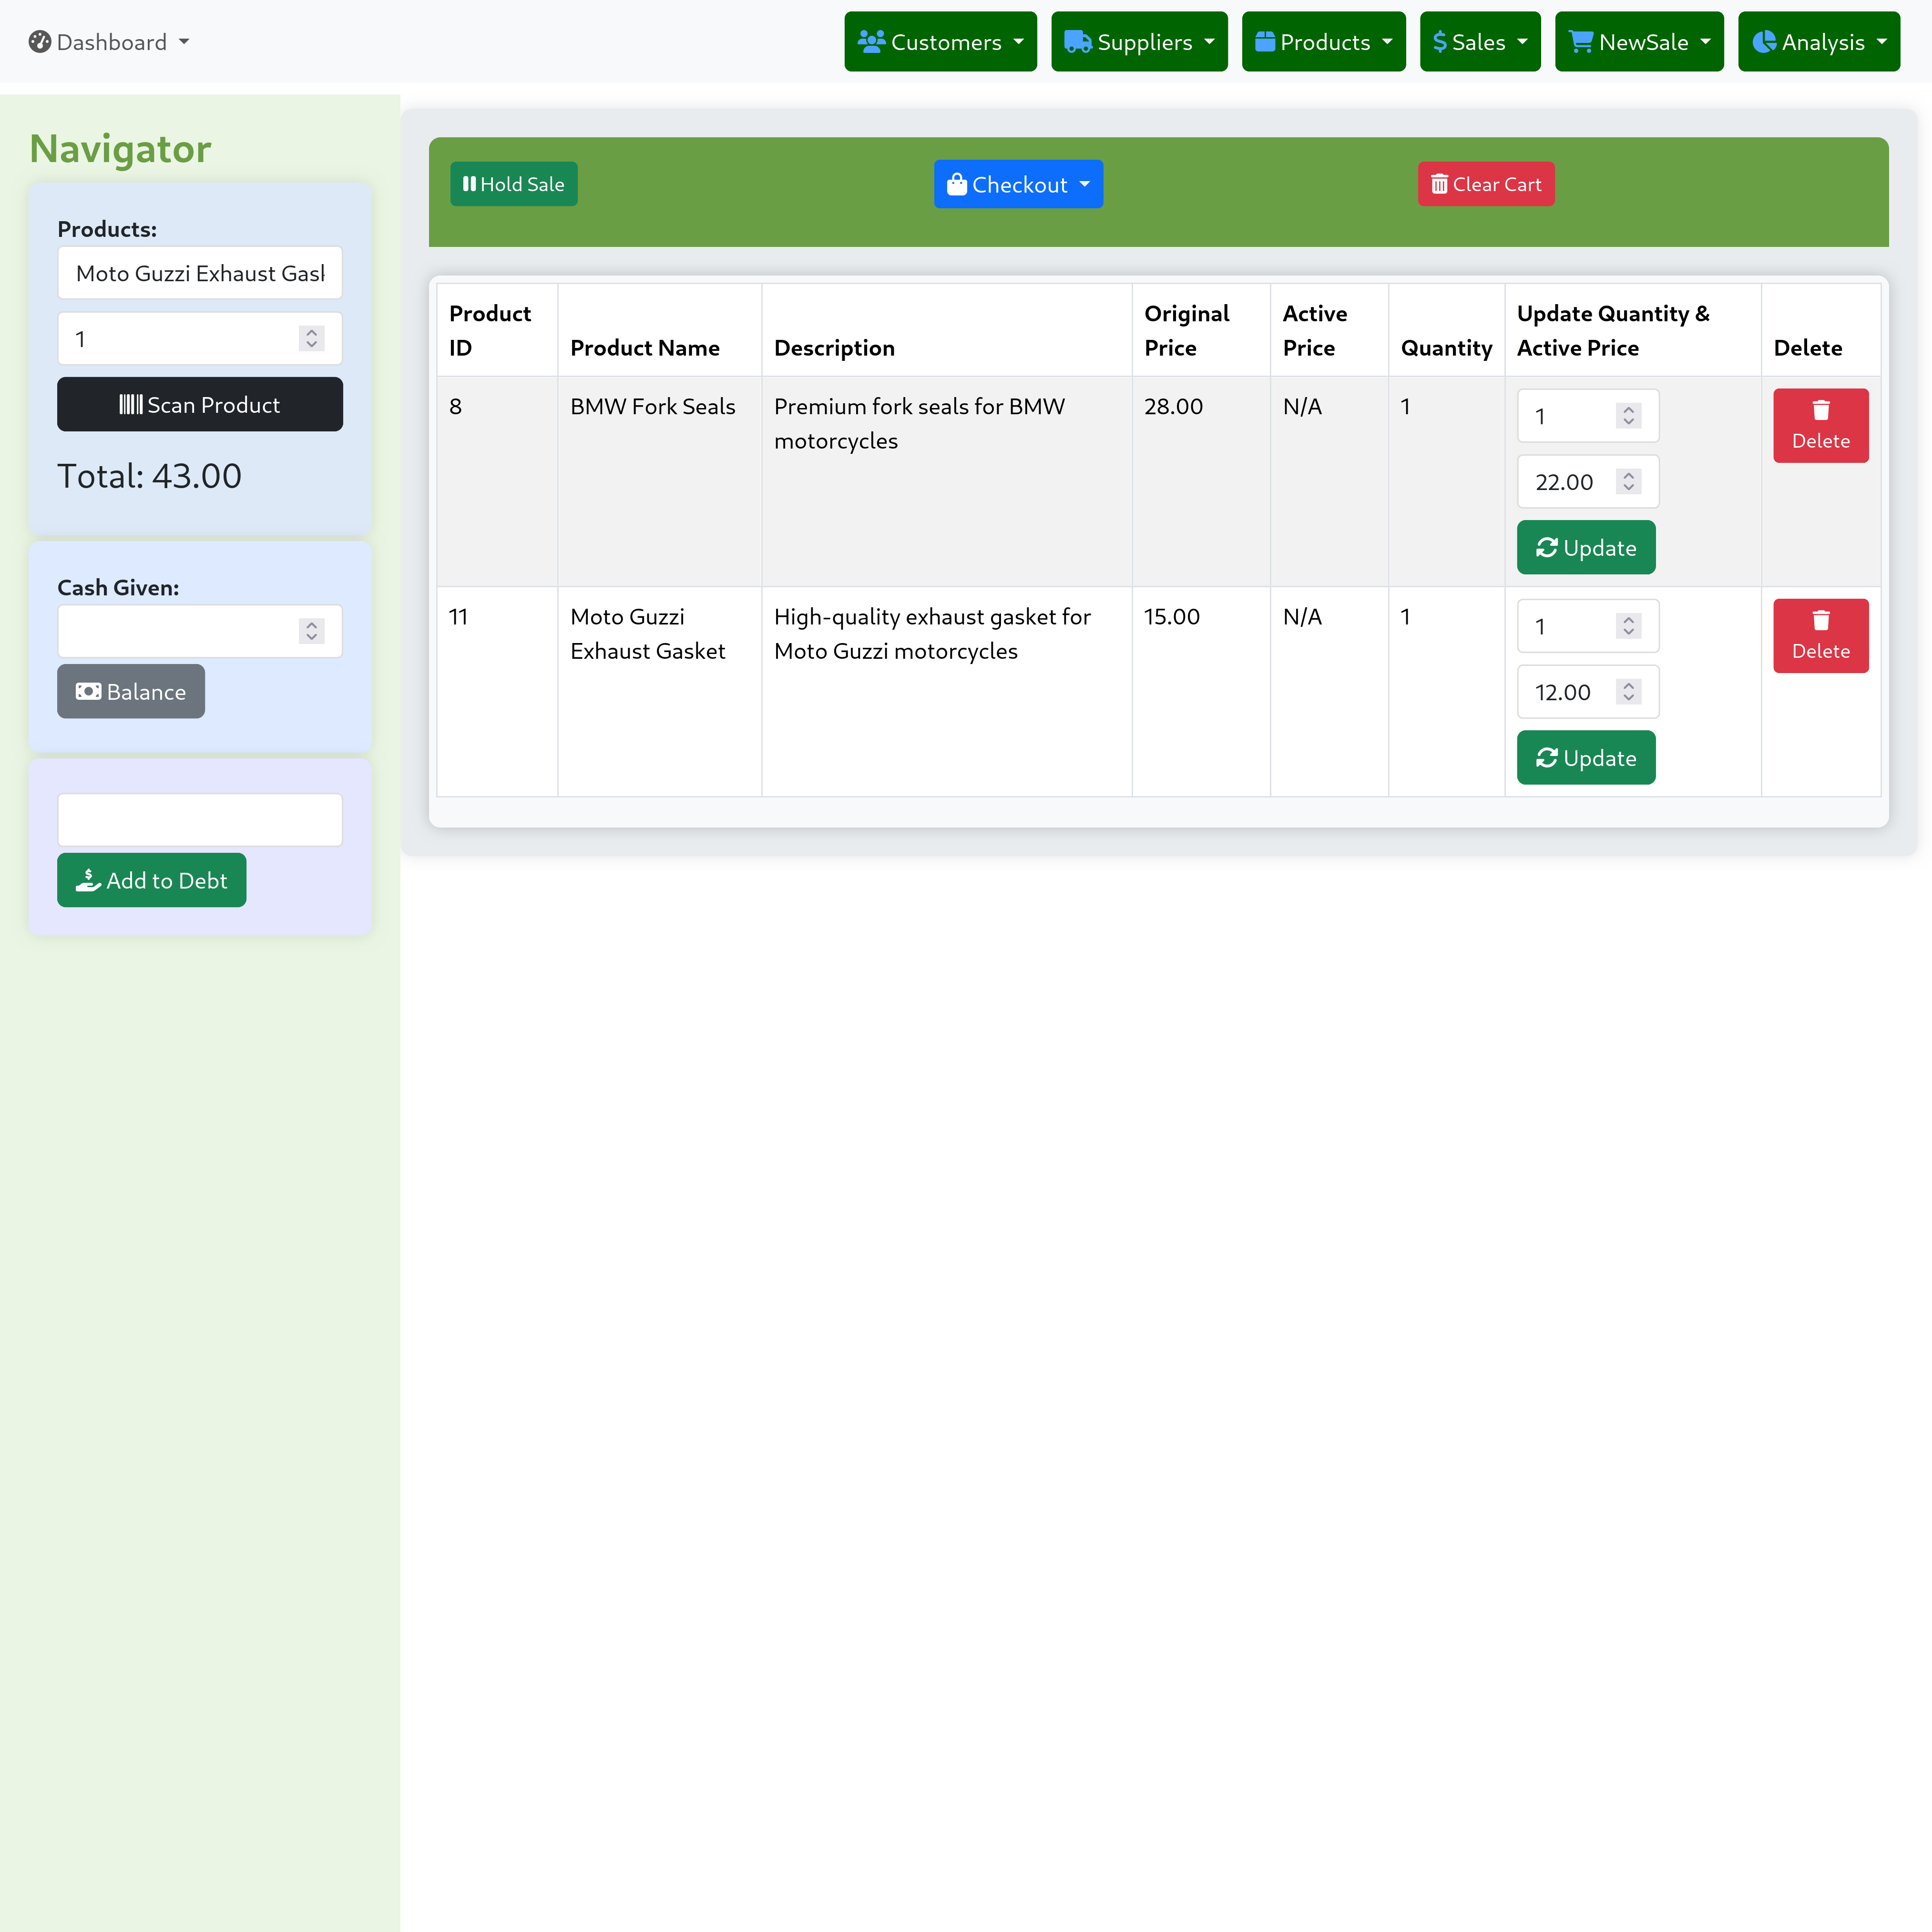 Dashboard
Customers
Suppliers
Products
Sales
NewSale
Analysis
Navigator
Products:
Moto Guzzi Exhaust Gas
1
Scan Product
Total: 43.00
Cash Given:
Balance
Add to Debt
Hold Sale
Checkout
Clear Cart
Product
ID
Product Name
Description
Original
Price
Active
Price
Quantity
Update Quantity &
Active Price
Delete
8
BMW Fork Seals
Premium fork seals for BMW
motorcycles
28.00
N/A
1
1
22.00
Update
Delete
11
Moto Guzzi
Exhaust Gasket
High-quality exhaust gasket for
Moto Guzzi motorcycles
15.00
N/A
1
1
12.00
Update
Delete